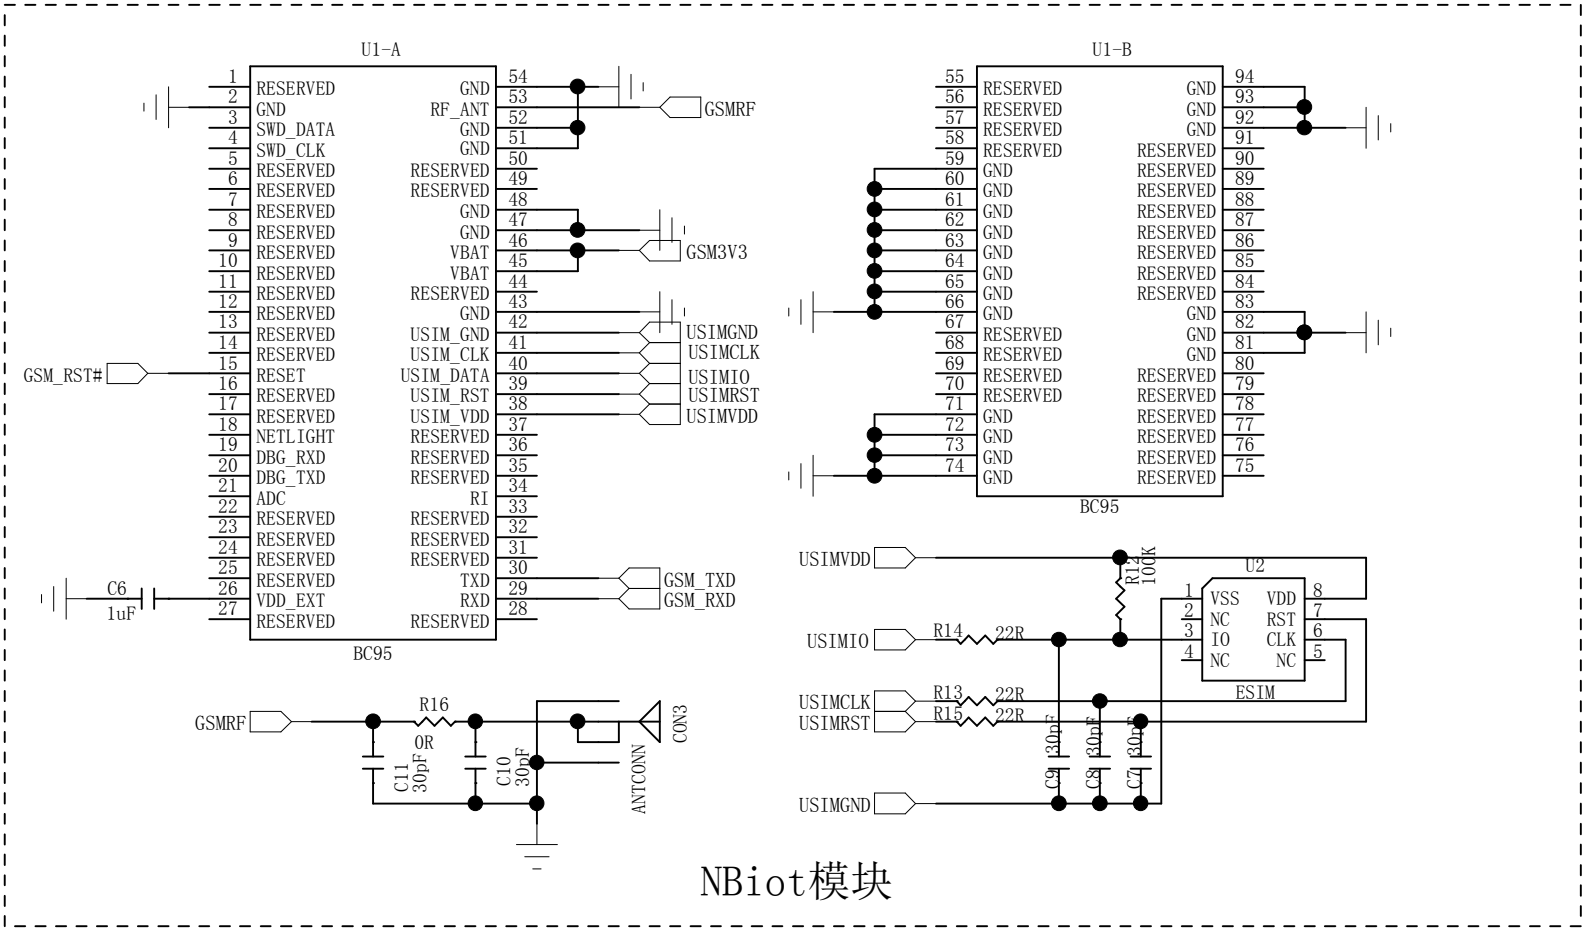 U1-A
1 RESERVED GND 54
2 GND RF_ANT 53 GSMRF
3 SWD_DATA GND 52
4 SWD_CLK GND 51
5 RESERVED RESERVED 50
6 RESERVED RESERVED 49
7 RESERVED GND 48
8 RESERVED GND 47
9 RESERVED VBAT 46 GSM3V3
10 RESERVED VBAT 45
11 RESERVED RESERVED 44
12 RESERVED GND 43
13 RESERVED USIM_GND 42 USIMGND
14 RESERVED USIM_CLK 41 USIMCLK
GSM_RST# 15 RESET USIM_DATA 40 USIMIO
16 RESERVED USIM_RST 39 USIMRST
17 RESERVED USIM_VDD 38 USIMVDD
18 NETLIGHT RESERVED 37
19 DBG_RXD RESERVED 36
20 DBG_TXD RESERVED 35
21 ADC RI 34
22 RESERVED RESERVED 33
23 RESERVED RESERVED 32
24 RESERVED RESERVED 31
25 RESERVED TXD 30 GSM_TXD
C6 1uF 26 VDD_EXT RXD 29 GSM_RXD
27 RESERVED RESERVED 28
BC95
U1-B
55 RESERVED GND 94
56 RESERVED GND 93
57 RESERVED GND 92
58 RESERVED RESERVED 91
59 GND RESERVED 90
60 GND RESERVED 89
61 GND RESERVED 88
62 GND RESERVED 87
63 GND RESERVED 86
64 GND RESERVED 85
65 GND RESERVED 84
66 GND GND 83
67 RESERVED GND 82
68 RESERVED GND 81
69 RESERVED RESERVED 80
70 RESERVED RESERVED 79
71 GND RESERVED 78
72 GND RESERVED 77
73 GND RESERVED 76
74 GND RESERVED 75
BC95
GSMRF
R16
0R
C11
30pF
C10
30pF
ANTCONN
CON3
USIMVDD
R12
100K
U2
1 VSS VDD 8
2 NC RST 7
USIMIO R14 22R 3 IO CLK 6
4 NC NC 5
ESIM
USIMCLK R13 22R
USIMRST R15 22R
C9 30pF
C8 30pF
C7 30pF
USIMGND
NBiot模块